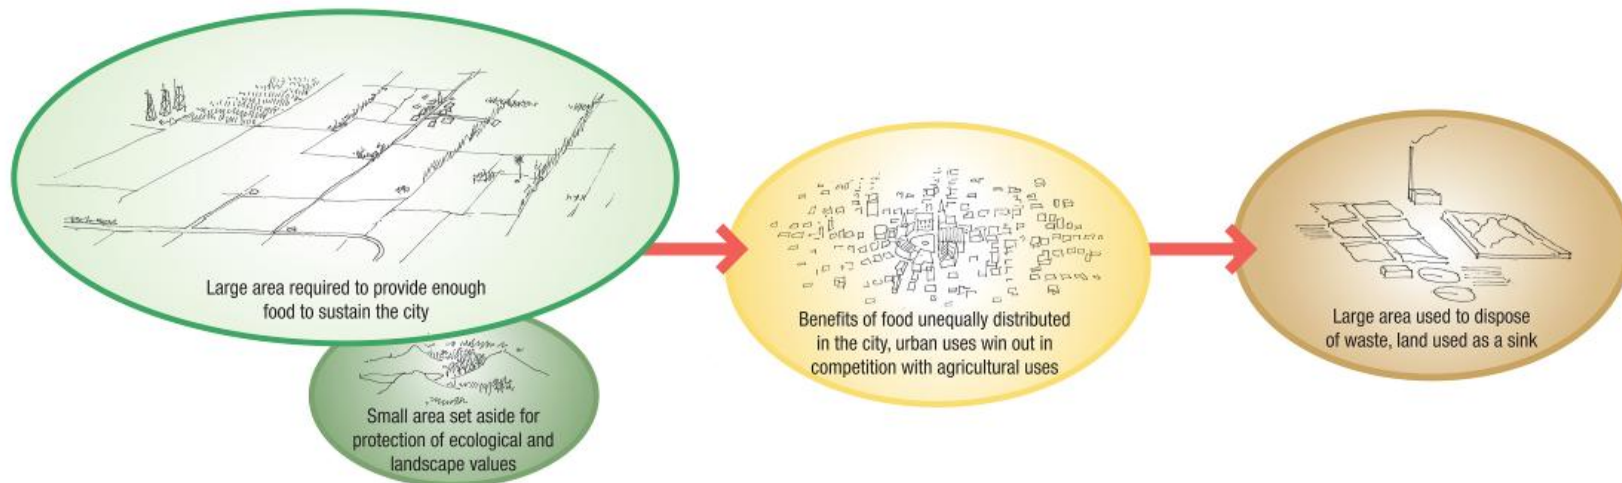 Large area required to provide enough
food to sustain the city
Small area set aside for
protection of ecological and
landscape values
Benefits of food unequally distributed
in the city, urban uses win out in
competition with agricultural uses
Large area used to dispose
of waste, land used as a sink